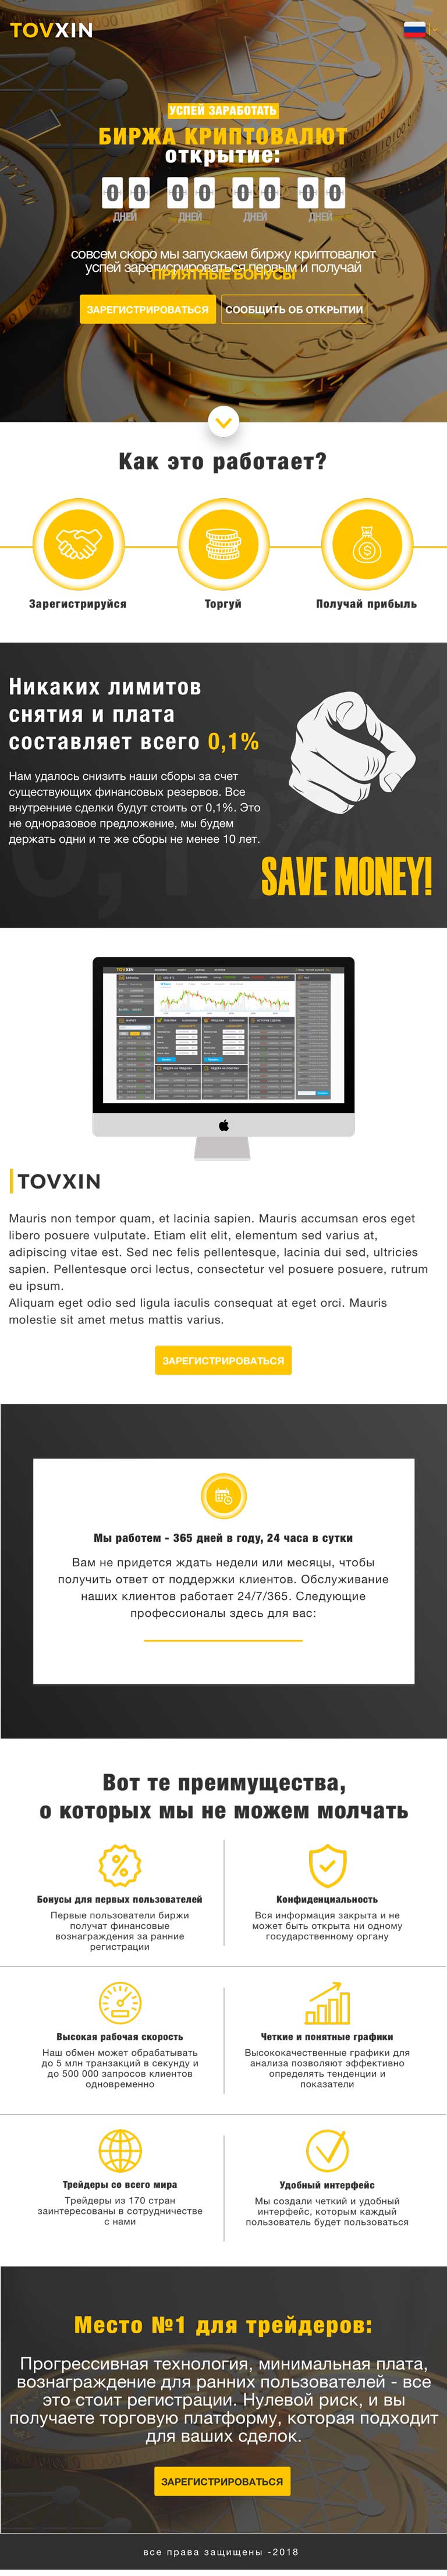 TOVXIN
УСПЕЙ ЗАРАБОТАТЬ
БИРЖА КРИПТОВАЛЮТ
открытие:
0 0 0 0 0 0 0 0
ДНЕЙ ДНЕЙ ДНЕЙ ДНЕЙ
совсем скоро мы запускаем биржу криптовалют
успей зарегисрироваться первым и получай
ПРИЯТНЫЕ БОНУСЫ
ЗАРЕГИСТРИРОВАТЬСЯ СООБЩИТЬ ОБ ОТКРЫТИИ
Как это работает?
Зарегистрируйся Торгуй Получай прибыль
Никаких лимитов
снятия и плата
составляет всего 0,1%
Нам удалось снизить наши сборы за счет
существующих финансовых резервов. Все
внутренние сделки будут стоить от 0,1%. Это
не одноразовое предложение, мы будем
держать одни и те же сборы не менее 10 лет.
0,1
SAVE MONEY!
TOVXIN
TOVXIN
Mauris non tempor quam, et lacinia sapien. Mauris accumsan eros eget
libero posuere vulputate. Etiam elit elit, elementum sed varius at,
adipiscing vitae est. Sed nec felis pellentesque, lacinia dui sed, ultricies
sapien. Pellentesque orci lectus, consectetur vel posuere posuere, rutrum
eu ipsum.
Aliquam eget odio sed ligula iaculis consequat at eget orci. Mauris
molestie sit amet metus mattis varius.
ЗАРЕГИСТРИРОВАТЬСЯ
Мы работем - 365 дней в году, 24 часа в сутки
Вам не придется ждать недели или месяцы, чтобы
получить ответ от поддержки клиентов. Обслуживание
наших клиентов работает 24/7/365. Следующие
профессионалы здесь для вас:
Вот те преимущества,
о которых мы не можем молчать
Бонусы для первых пользователей
Первые пользователи биржи
получат финансовые
вознаграждения за ранние
регистрации
Конфиденциальность
Вся информация закрыта и не
может быть открыта ни одному
государственному органу
Высокая рабочая скорость
Наш обмен может обрабатывать
до 5 млн транзакций в секунду и
до 500 000 запросов клиентов
одновременно
Четкие и понятные графики
Высококачественные графики для
анализа позволяют эффективно
определять тенденции и
показатели
Трейдеры со всего мира
Трейдеры из 170 стран
заинтересованы в сотрудничестве
с нами
Удобный интерфейс
Мы создали четкий и удобный
интерфейс, которым каждый
пользователь будет пользоваться
Место №1 для трейдеров:
Прогрессивная технология, минимальная плата,
вознаграждение для ранних пользователей - все
это стоит регистрации. Нулевой риск, и вы
получаете торговую платформу, которая подходит
для ваших сделок.
ЗАРЕГИСТРИРОВАТЬСЯ
все права защищены -2018